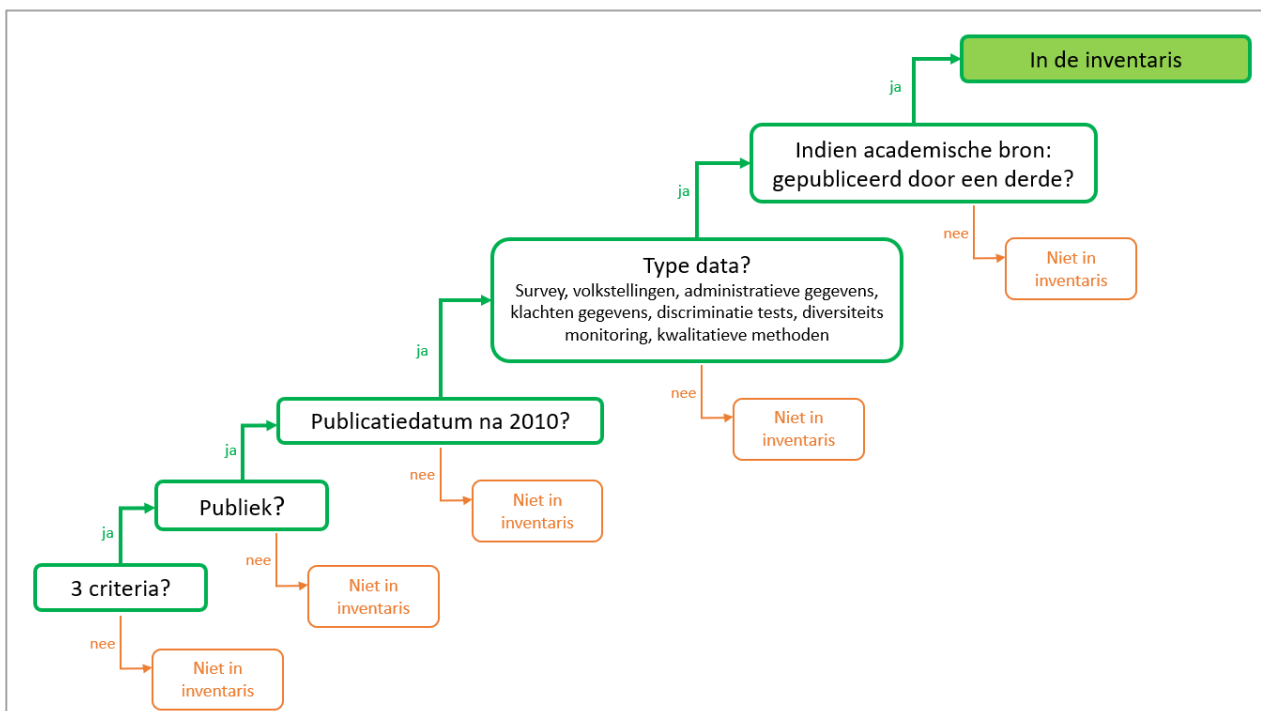 In de inventaris
ja
Indien academische bron:
gepubliceerd door een derde?
ja
nee
Niet in
inventaris
Type data?
Survey, volkstellingen, administratieve gegevens,
klachten gegevens, discriminatie tests, diversiteits
monitoring, kwalitatieve methoden
ja
nee
Niet in
inventaris
Publicatiedatum na 2010?
ja
nee
Niet in
inventaris
Publiek?
ja
nee
Niet in
inventaris
3 criteria?
nee
Niet in
inventaris